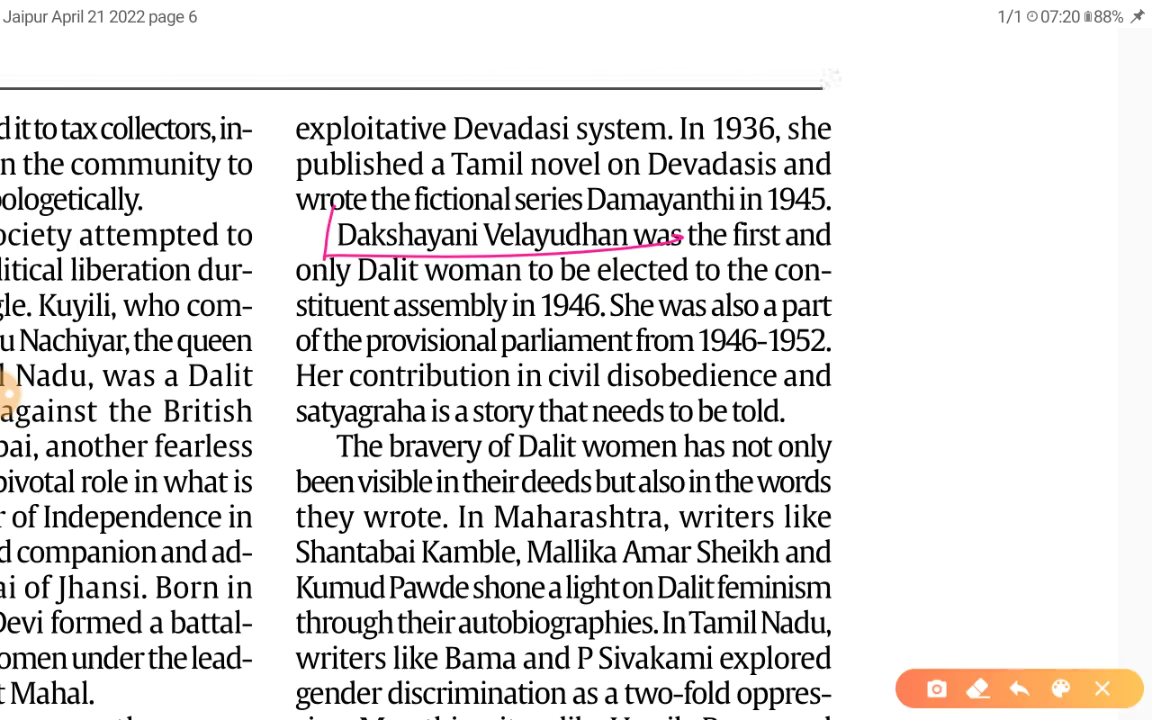 Jaipur April 21 2022 page 6
1/1 07:20 88%
d it to tax collectors, in-
n the community to
ologetically.
ociety attempted to
litical liberation dur-
gle. Kuyili, who com-
u Nachiyar, the queen
l Nadu, was a Dalit
against the British
bai, another fearless
pivotal role in what is
r of Independence in
d companion and ad-
ai of Jhansi. Born in
Devi formed a battal-
omen under the lead-
t Mahal.
exploitative Devadasi system. In 1936, she
published a Tamil novel on Devadasis and
wrote the fictional series Damayanthi in 1945.
Dakshayani Velayudhan was the first and
only Dalit woman to be elected to the con-
stituent assembly in 1946. She was also a part
of the provisional parliament from 1946-1952.
Her contribution in civil disobedience and
satyagraha is a story that needs to be told.
The bravery of Dalit women has not only
been visible in their deeds but also in the words
they wrote. In Maharashtra, writers like
Shantabai Kamble, Mallika Amar Sheikh and
Kumud Pawde shone a light on Dalit feminism
through their autobiographies. In Tamil Nadu,
writers like Bama and P Sivakami explored
gender discrimination as a two-fold oppres-